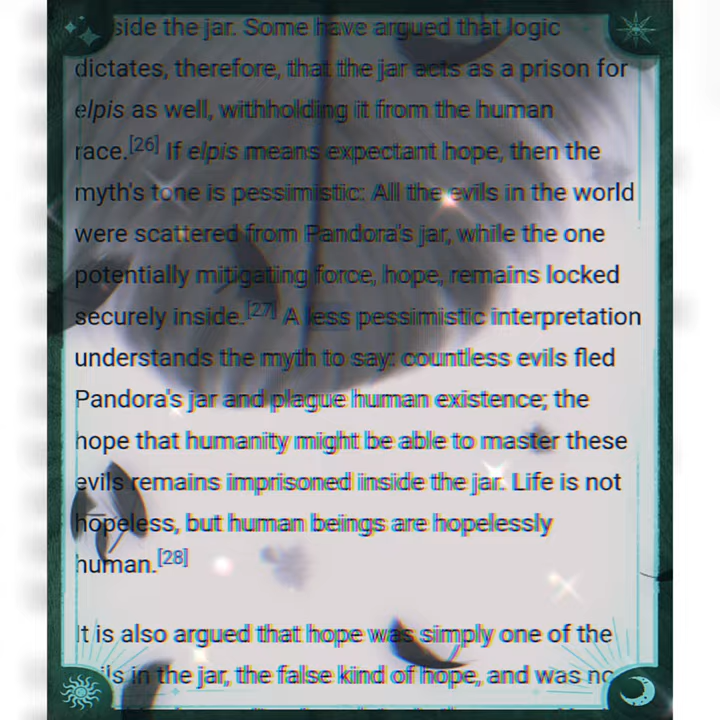 side the jar. Some have argued that logic
dictates, therefore, that the jar acts as a prison for
elpis as well, withholding it from the human
race.[26] If elpis means expectant hope, then the
myth's tone is pessimistic: All the evils in the world
were scattered from Pandora's jar, while the one
potentially mitigating force, hope, remains locked
securely inside.[27] A less pessimistic interpretation
understands the myth to say: countless evils fled
Pandora's jar and plague human existence; the
hope that humanity might be able to master these
evils remains imprisoned inside the jar. Life is not
hopeless, but human beings are hopelessly
human.[28]
It is also argued that hope was simply one of the
ils in the jar, the false kind of hope, and was no